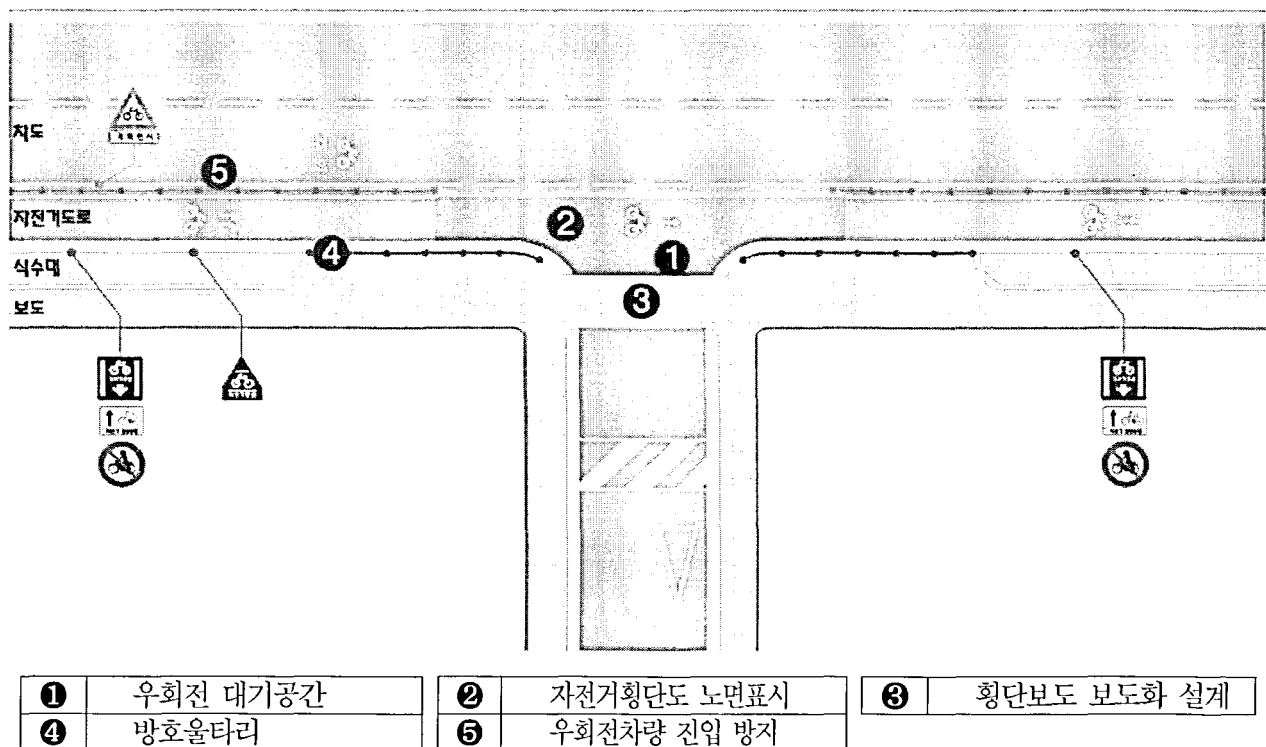 차도
자전거도로
식수대
보도
❶ 우회전 대기공간
❷ 자전거횡단도 노면표시
❸ 횡단보도 보도화 설계
❹ 방호울타리
❺ 우회전차량 진입 방지